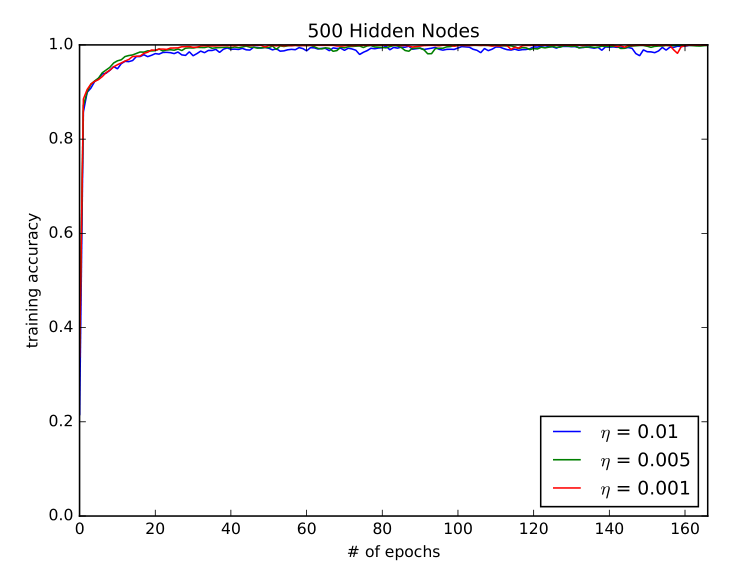 500 Hidden Nodes
1.0
0.8
0.6
0.4
0.2
0.0
training accuracy
0 20 40 60 80 100 120 140 160
# of epochs
η = 0.01
η = 0.005
η = 0.001